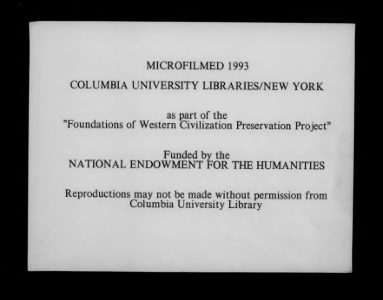 MICROFILMED 1993
COLUMBIA UNIVERSITY LIBRARIES/NEW YORK
as part of the
"Foundations of Western Civilization Preservation Project"
Funded by the
NATIONAL ENDOWMENT FOR THE HUMANITIES
Reproductions may not be made without permission from
Columbia University Library